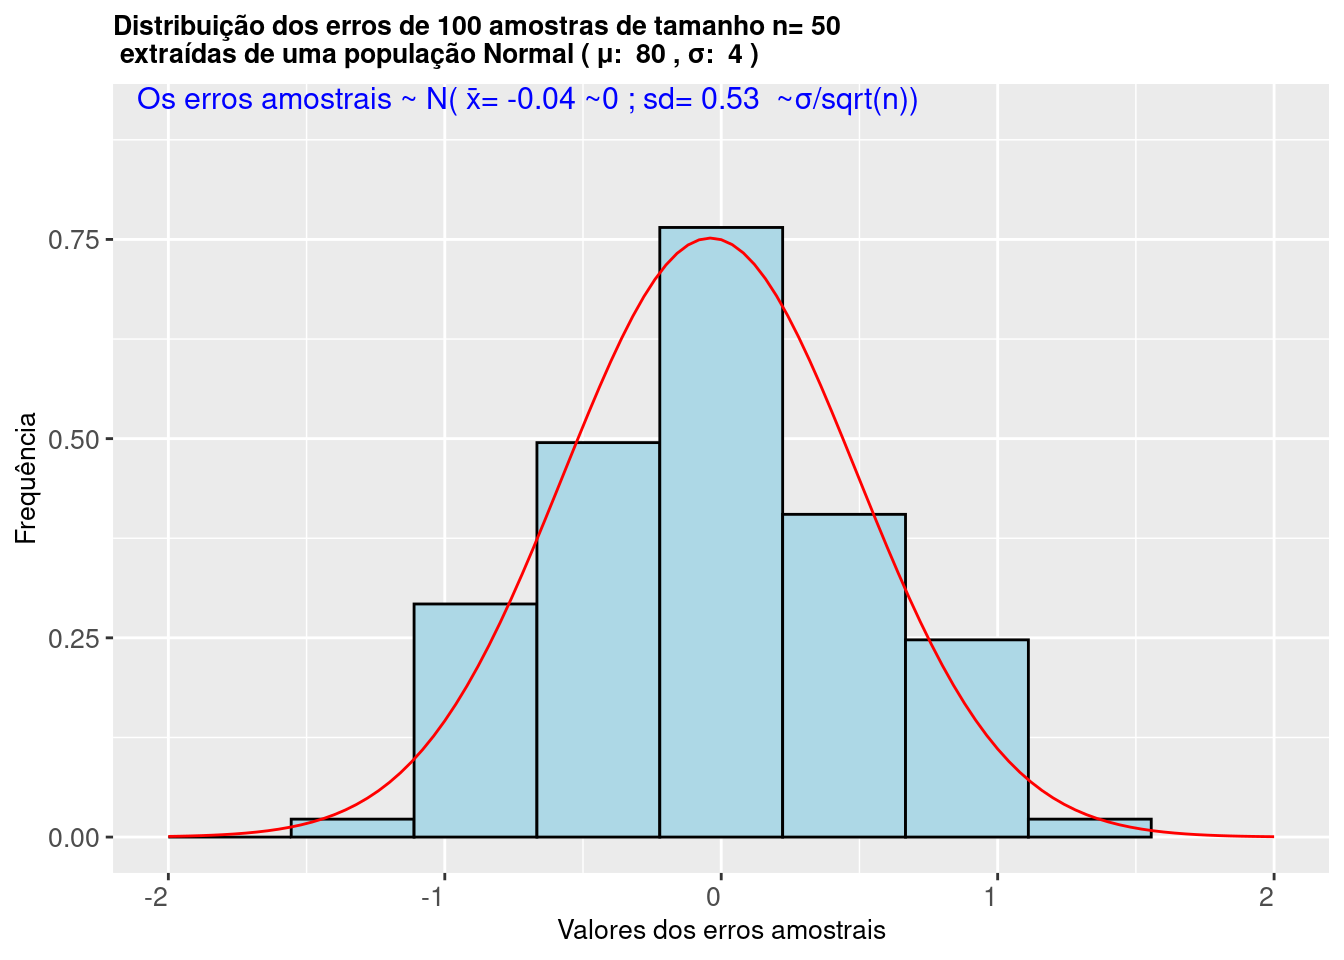 Distribuição dos erros de 100 amostras de tamanho n= 50
extraídas de uma população Normal ( μ:  80 , σ:  4 )
Os erros amostrais ~ N( x̄= -0.04 ~0 ; sd= 0.53  ~σ/sqrt(n))
Frequência
0.75
0.50
0.25
0.00
-2
-1
0
1
2
Valores dos erros amostrais